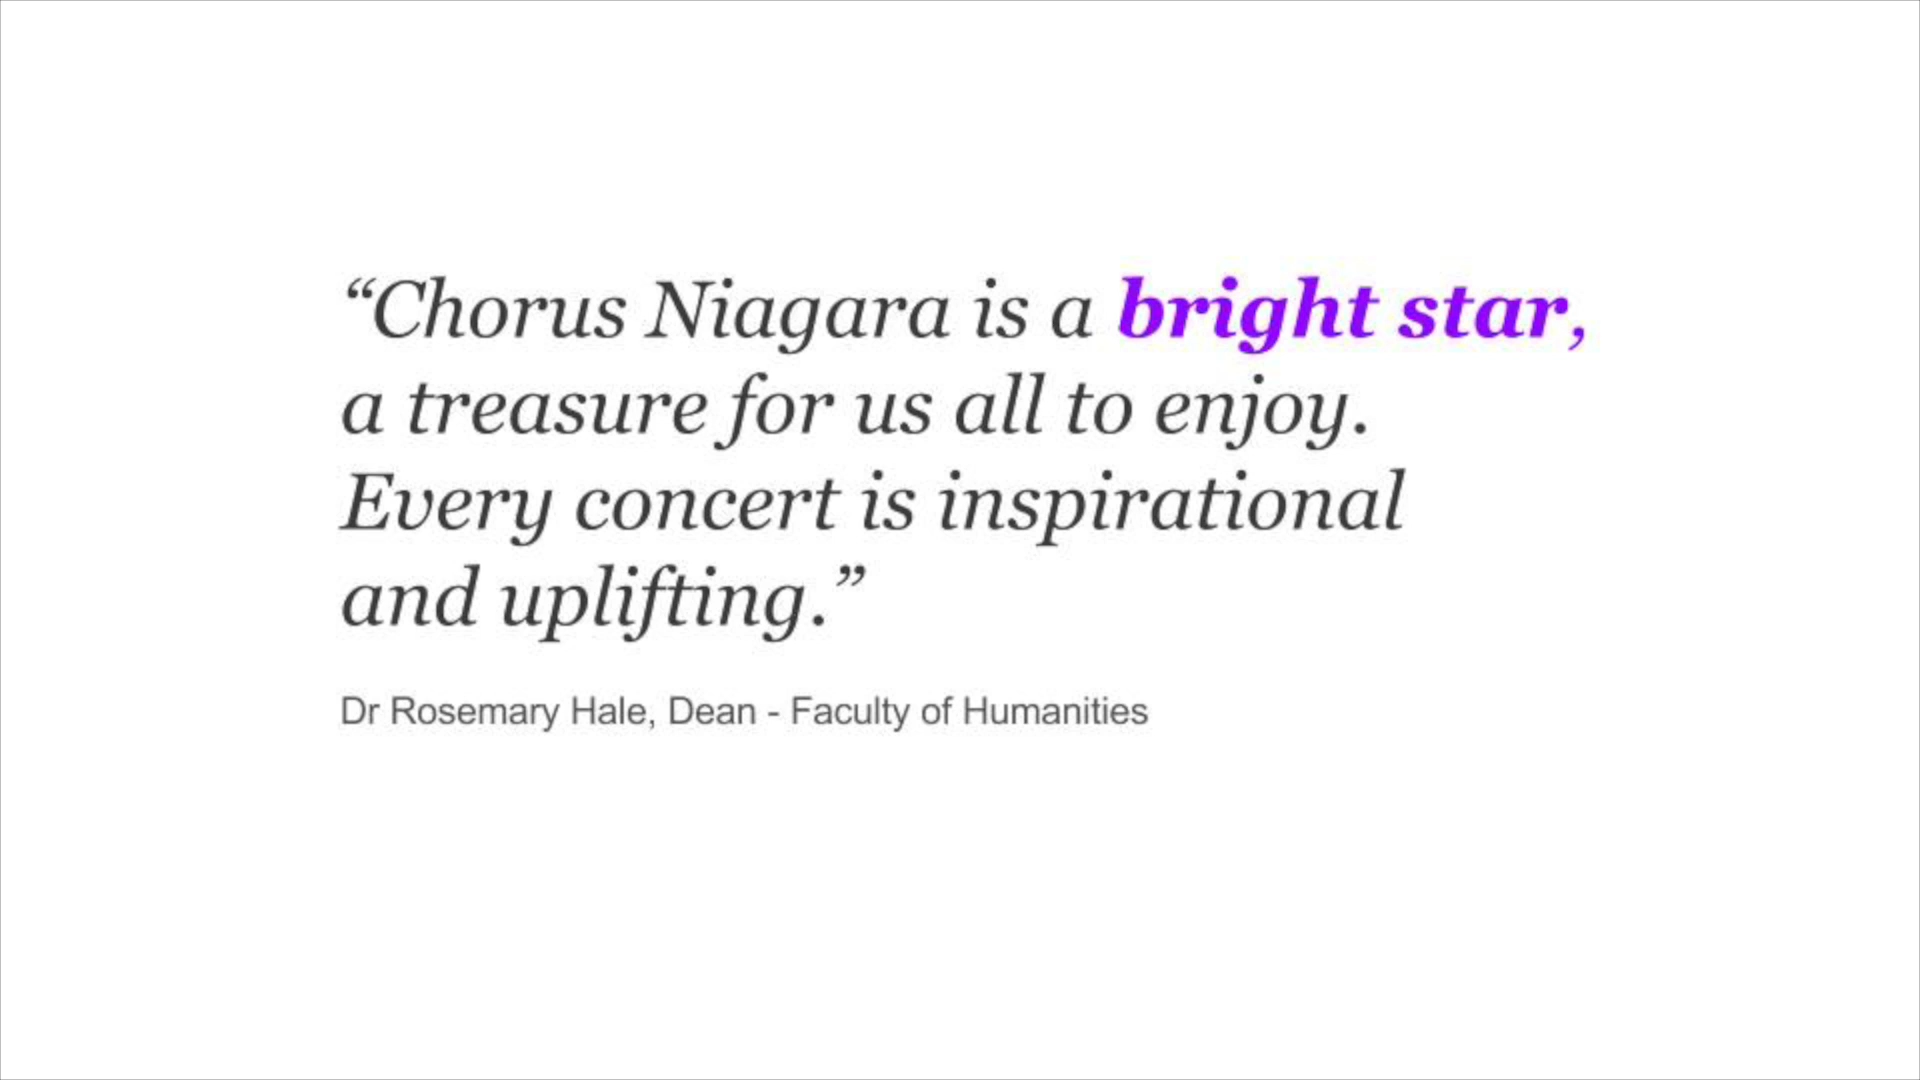 “Chorus Niagara is a bright star,
a treasure for us all to enjoy.
Every concert is inspirational
and uplifting.”
Dr Rosemary Hale, Dean - Faculty of Humanities